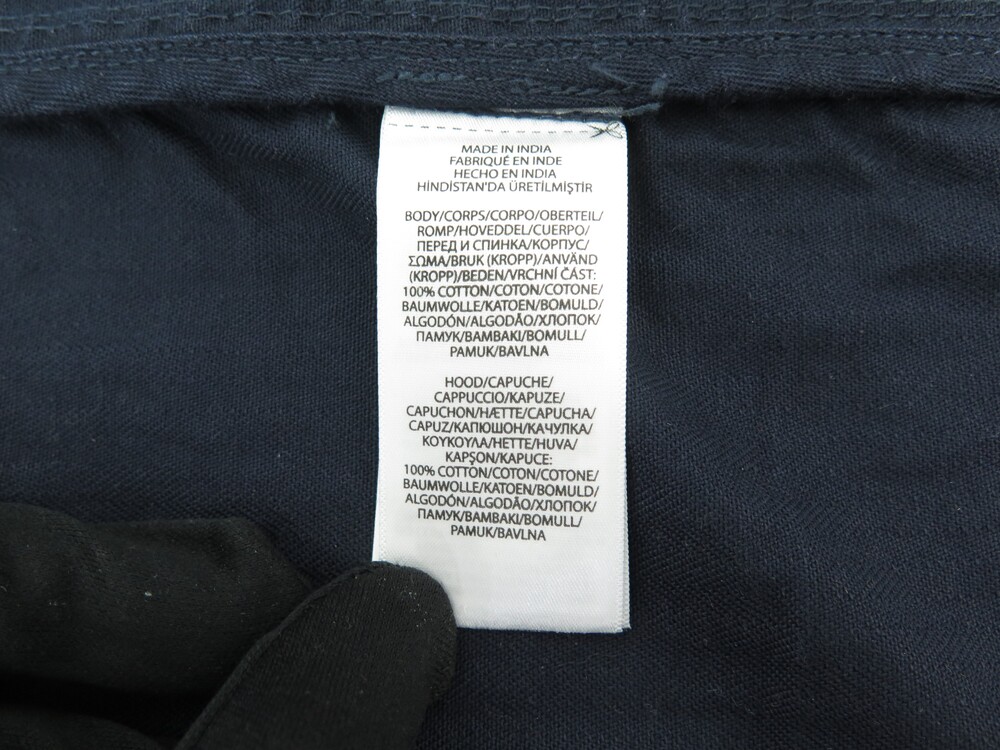 MADE IN INDIA
FABRIQUÉ EN INDE
HECHO EN INDIA
HİNDİSTAN'DA ÜRETİLMİŞTİR
BODY/CORPS/CORPO/OBERTEIL/
ROMP/HOVEDDEL/CUERPO/
ПЕРЕД И СПИНКА/КОРПУС/
ΣΩΜΑ/BRUK (KROPP)/ANVÄND
(KROPP)/BEDEN/VRCHNÍ ČÁST:
100% COTTON/COTON/COTONE/
BAUMWOLLE/KATOEN/BOMULD/
ALGODÓN/ALGODÃO/ХЛОПОК/
ПАМУК/ΒΑΜΒΑΚΙ/BOMULL/
PAMUK/BAVLNA
HOOD/CAPUCHE/
CAPPUCCIO/KAPUZE/
CAPUCHON/HÆTTE/CAPUCHA/
CAPUZ/КАПЮШОН/КАЧУЛКА/
ΚΟΥΚΟΥΛΑ/HETTE/HUVA/
KAPŞON/KAPUCE:
100% COTTON/COTON/COTONE/
BAUMWOLLE/KATOEN/BOMULD/
ALGODÓN/ALGODÃO/ХЛОПОК/
ПАМУК/ΒΑΜΒΑΚΙ/BOMULL/
PAMUK/BAVLNA